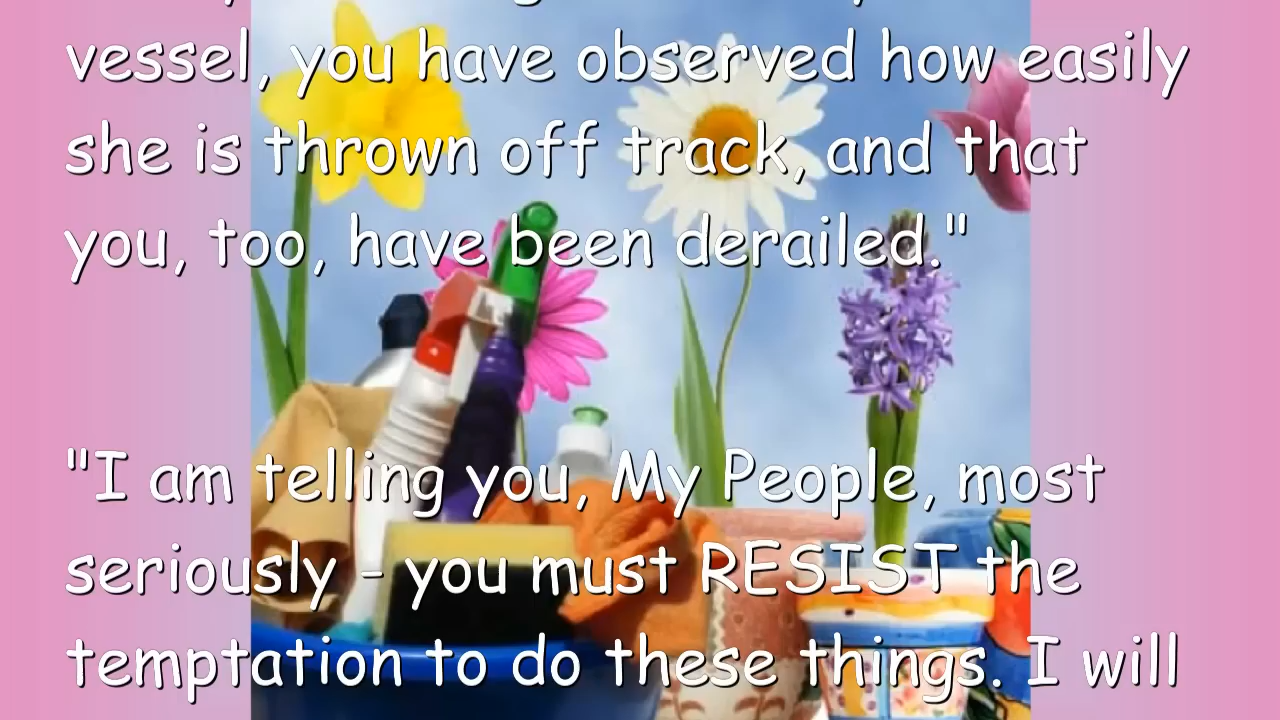 vessel, you have observed how easily
she is thrown off track, and that
you, too, have been derailed."
"I am telling you, My People, most
seriously - you must RESIST the
temptation to do these things. I will